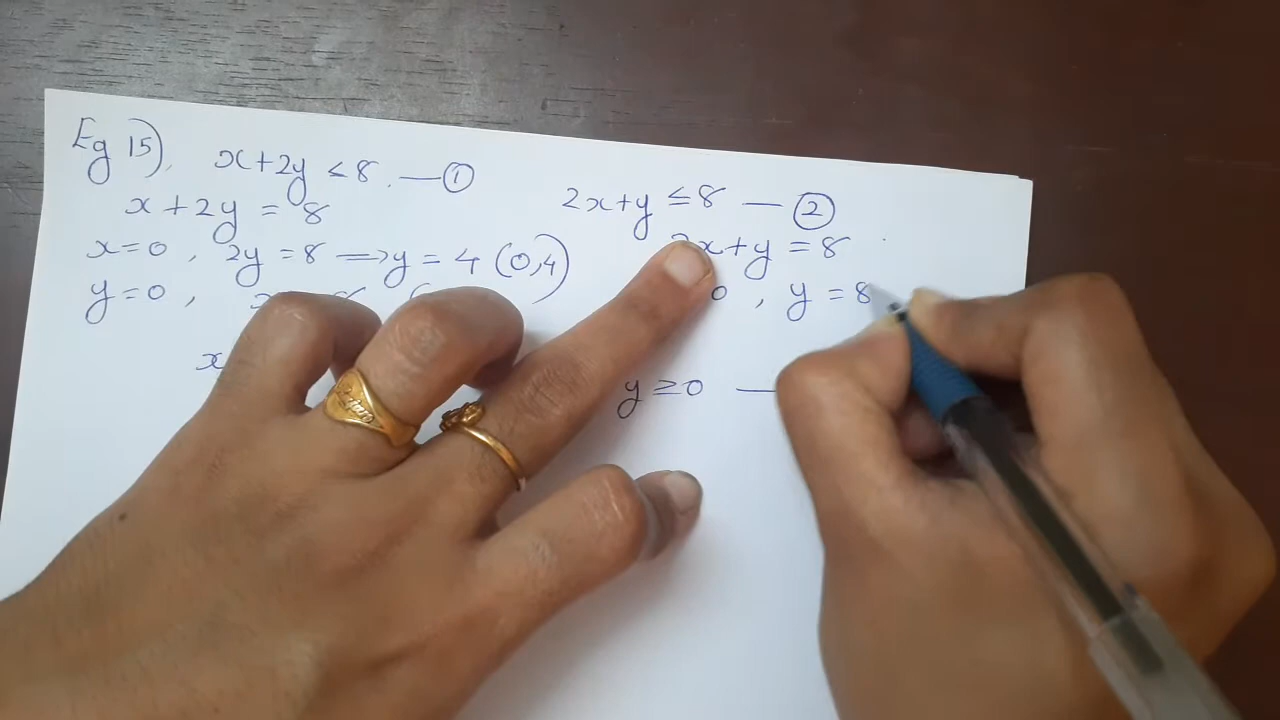 Eg 15). x+2y ≤ 8. — ①
x + 2y = 8
x=0, 2y = 8 → y = 4 (0,4)
y=0,
x
2x+y ≤ 8 — ②
2x+y = 8
0, y = 8
y ≥ 0 —